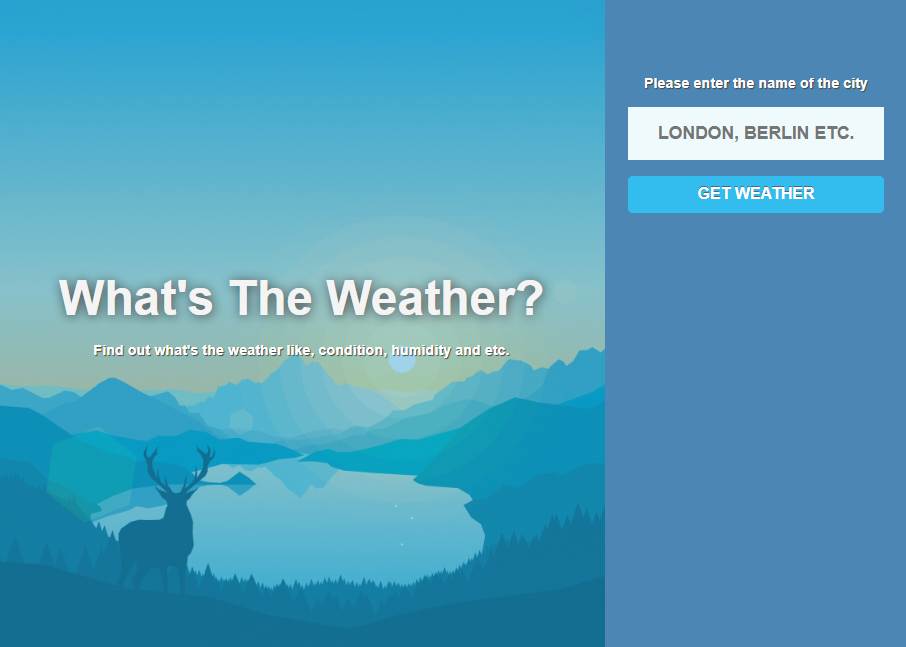 What's The Weather?
Find out what's the weather like, condition, humidity and etc.
Please enter the name of the city
LONDON, BERLIN ETC.
GET WEATHER